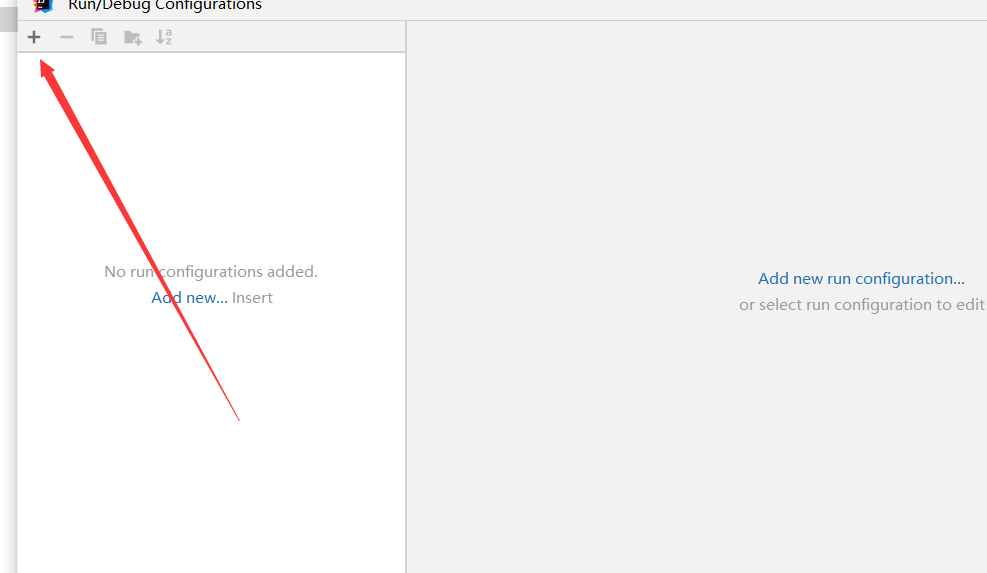 Run/Debug Configurations
No run configurations added.
Add new... Insert
Add new run configuration...
or select run configuration to edit